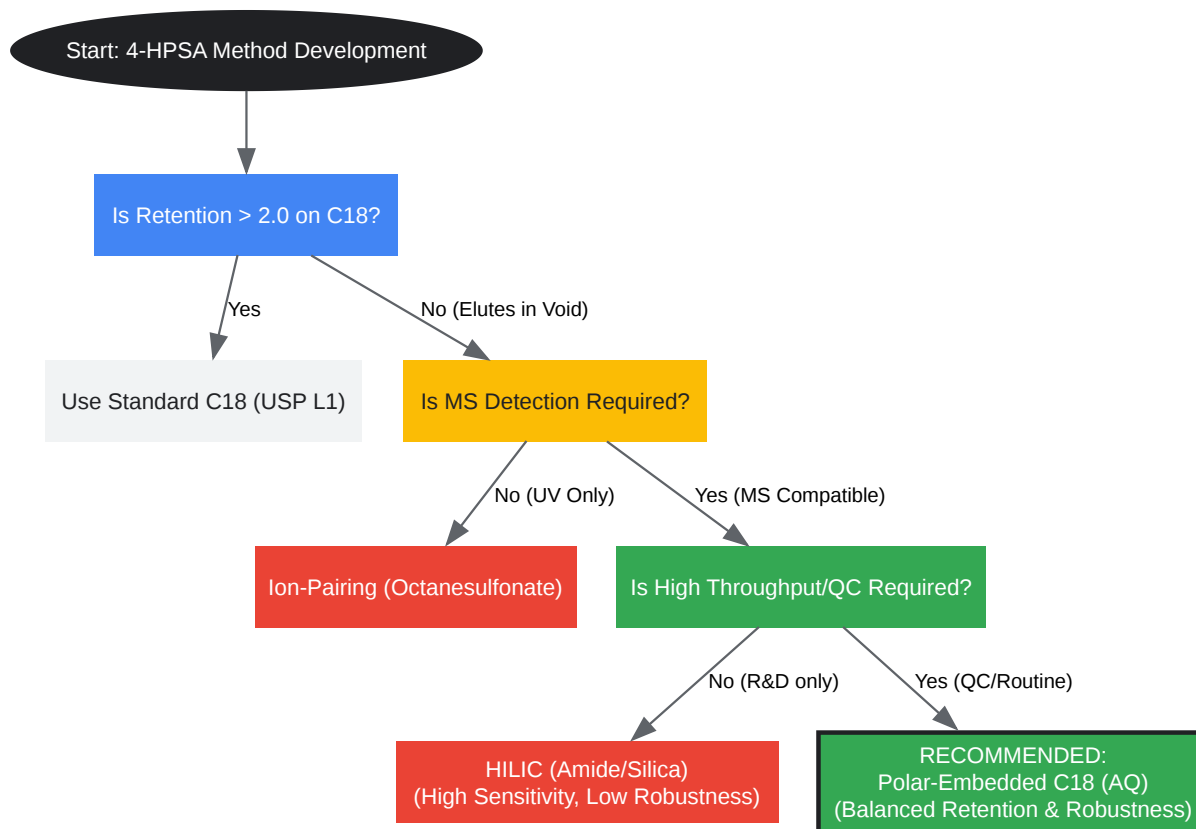 Start: 4-HPSA Method Development
Is Retention > 2.0 on C18?
Yes
No (Elutes in Void)
Use Standard C18 (USP L1)
Is MS Detection Required?
No (UV Only)
Yes (MS Compatible)
Ion-Pairing (Octanesulfonate)
Is High Throughput/QC Required?
No (R&D only)
Yes (QC/Routine)
HILIC (Amide/Silica)
(High Sensitivity, Low Robustness)
RECOMMENDED:
Polar-Embedded C18 (AQ)
(Balanced Retention & Robustness)